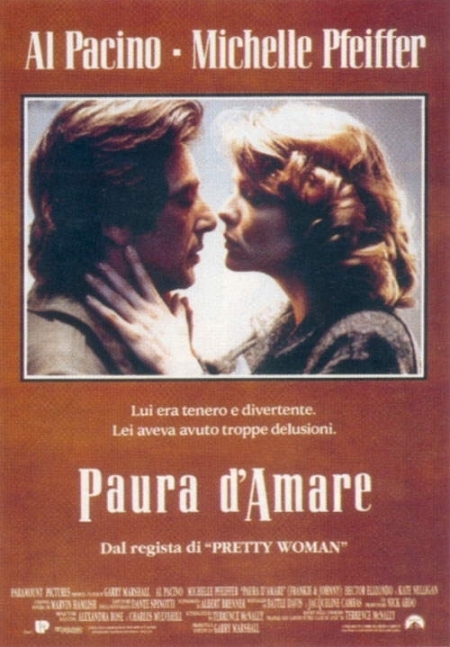 Al Pacino - Michelle Pfeiffer
Lui era tenero e divertente.
Lei aveva avuto troppe delusioni.
Paura d'Amare
Dal regista di "PRETTY WOMAN"
PARAMOUNT PICTURES GARRY MARSHALL AL PACINO MICHELLE PFEIFFER "PAURA D'AMARE" (FRANKIE & JOHNNY) HECTOR ELIZONDO KATE NELLIGAN
MARVIN HAMLISH DANTE SPINOTTI ALBERT BRENNER BATTLE DAVIS JACQUELINE CAMBAS NICK ABDO
ALEXANDRA ROSE CHARLES MULVEHILL TERRENCE McNALLY TERRENCE McNALLY
GARRY MARSHALL